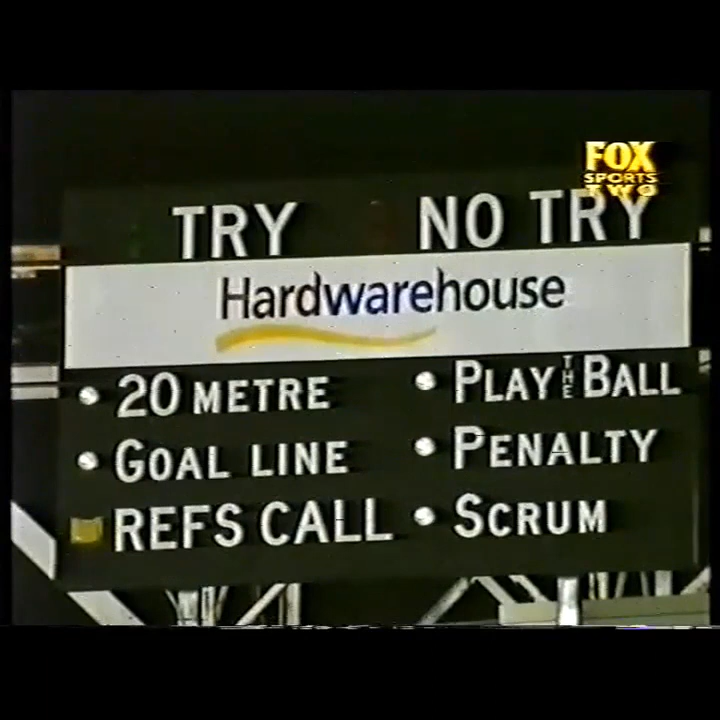 FOX
SPORTS
TWO
TRY NO TRY
Hardwarehouse
20 METRE
PLAY THE BALL
GOAL LINE
PENALTY
REFS CALL
SCRUM